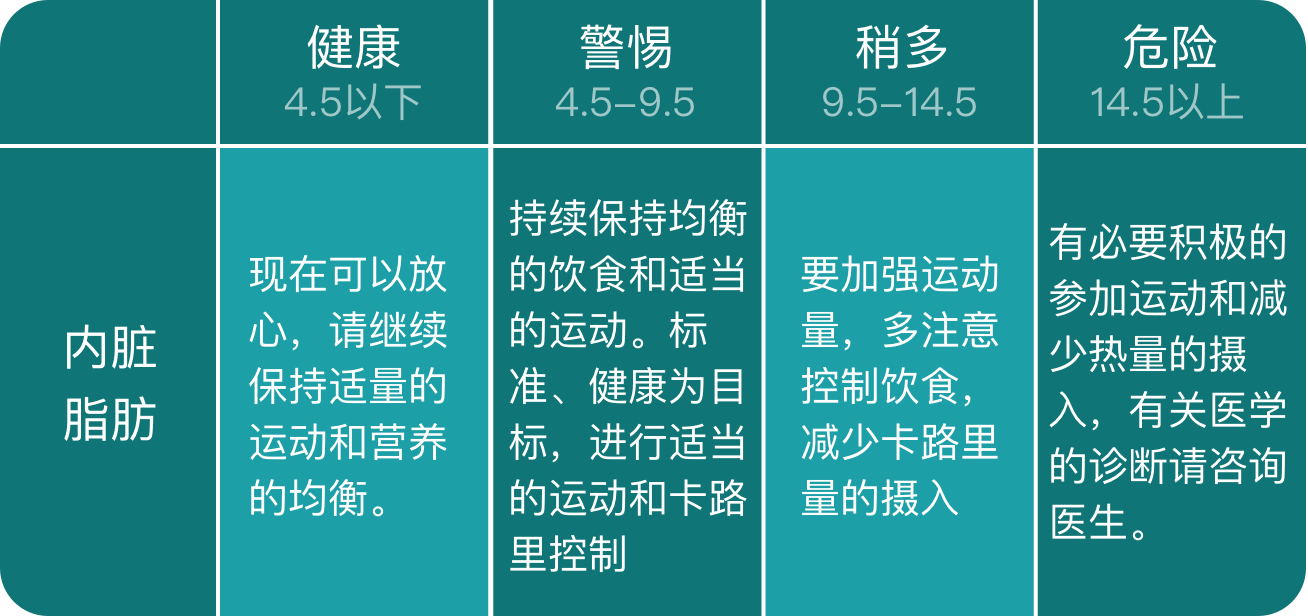 健康
4.5以下
警惕
4.5–9.5
稍多
9.5–14.5
危险
14.5以上
内脏
脂肪
现在可以放
心，请继续
保持适量的
运动和营养
的均衡。
持续保持均衡
的饮食和适当
的运动。标
准、健康为目
标，进行适当
的运动和卡路
里控制
要加强运动
量，多注意
控制饮食，
减少卡路里
量的摄入
有必要积极的
参加运动和减
少热量的摄
入，有关医学
的诊断请咨询
医生。